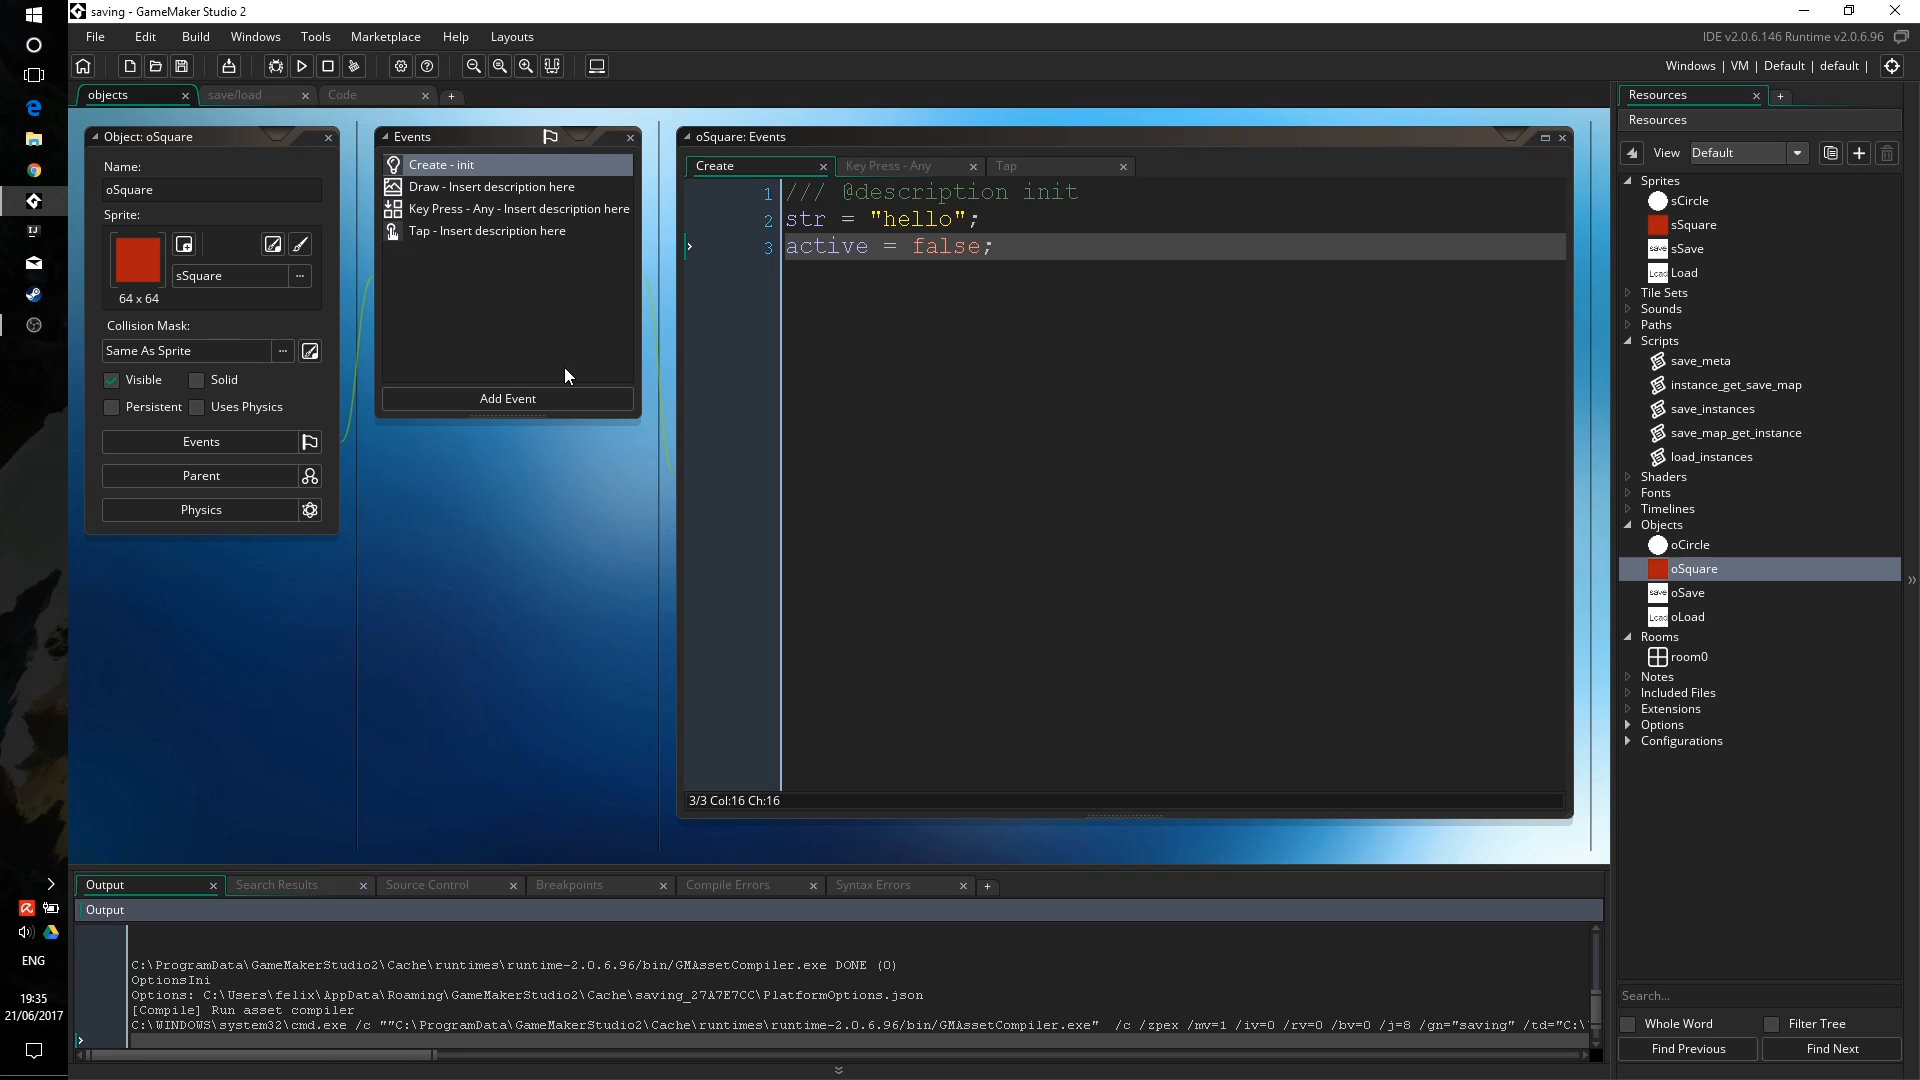 saving - GameMaker Studio 2
File Edit Build Windows Tools Marketplace Help Layouts
IDE v2.0.6.146 Runtime v2.0.6.96
Windows | VM | Default | default |
objects save/load Code
Object: oSquare
Name:
oSquare
Sprite:
sSquare
64 x 64
Collision Mask:
Same As Sprite
Visible Solid
Persistent Uses Physics
Events
Parent
Physics
Events
Create - init
Draw - Insert description here
Key Press - Any - Insert description here
Tap - Insert description here
Add Event
oSquare: Events
Create Key Press - Any Tap
1 /// @description init
2 str = "hello";
3 active = false;
3/3 Col:16 Ch:16
Resources
Resources
View Default
Sprites
sCircle
sSquare
save sSave
Load Load
Tile Sets
Sounds
Paths
Scripts
save_meta
instance_get_save_map
save_instances
save_map_get_instance
load_instances
Shaders
Fonts
Timelines
Objects
oCircle
oSquare
save oSave
Load oLoad
Rooms
room0
Notes
Included Files
Extensions
Options
Configurations
Search...
Whole Word Filter Tree
Find Previous Find Next
Output Search Results Source Control Breakpoints Compile Errors Syntax Errors
Output
C:\ProgramData\GameMakerStudio2\Cache\runtimes\runtime-2.0.6.96/bin/GMAssetCompiler.exe DONE (0)
OptionsIni
Options: C:\Users\felix\AppData\Roaming\GameMakerStudio2\Cache\saving_27A7E7CC\PlatformOptions.json
[Compile] Run asset compiler
C:\WINDOWS\system32\cmd.exe /c ""C:\ProgramData\GameMakerStudio2\Cache\runtimes\runtime-2.0.6.96/bin/GMAssetCompiler.exe" /c /zpex /mv=1 /iv=0 /rv=0 /bv=0 /j=8 /gn="saving" /td="C:\
IJ
ENG
19:35
21/06/2017